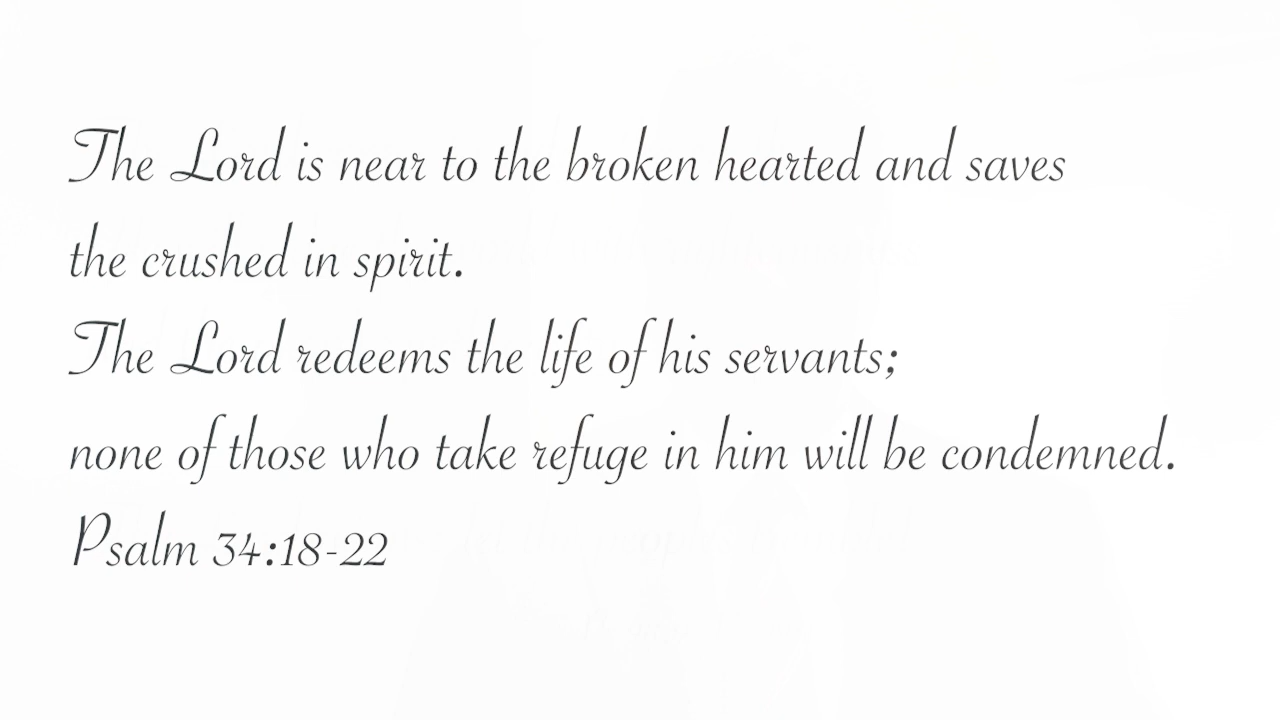 The Lord is near to the broken hearted and saves
the crushed in spirit.
The Lord redeems the life of his servants;
none of those who take refuge in him will be condemned.
Psalm 34:18-22